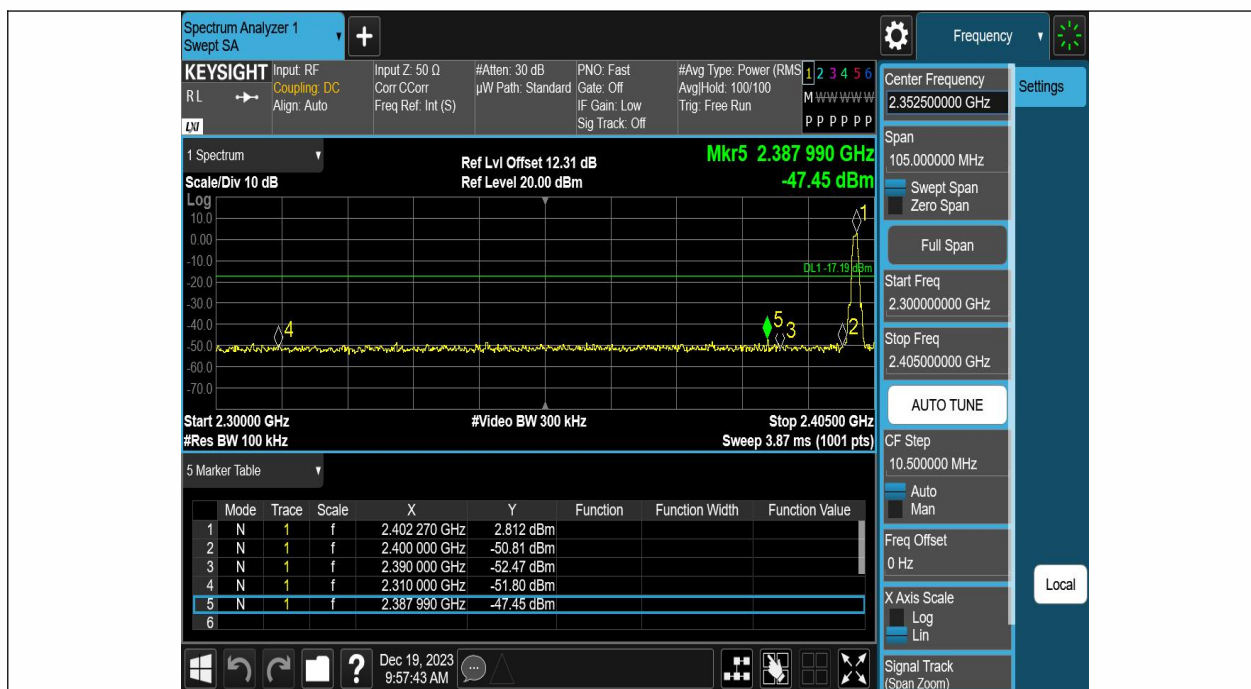 Spectrum Analyzer 1
Swept SA
Frequency
KEYSIGHT
RL
LXI
Input: RF
Coupling: DC
Align: Auto
Input Z: 50 Ω
Corr CCorr
Freq Ref: Int (S)
#Atten: 30 dB
µW Path: Standard
PNO: Fast
Gate: Off
IF Gain: Low
Sig Track: Off
#Avg Type: Power (RMS
Avg|Hold: 100/100
Trig: Free Run
1 2 3 4 5 6
M W W W W W
P P P P P P
1 Spectrum
Scale/Div 10 dB
Ref Lvl Offset 12.31 dB
Ref Level 20.00 dBm
Mkr5 2.387 990 GHz
-47.45 dBm
Log
10.0
0.00
-10.0
-20.0
-30.0
-40.0
-50.0
-60.0
-70.0
1
DL1 -17.19 dBm
4
5
3
2
Start 2.30000 GHz
#Video BW 300 kHz
Stop 2.40500 GHz
#Res BW 100 kHz
Sweep 3.87 ms (1001 pts)
5 Marker Table
Mode Trace Scale X Y Function Function Width Function Value
1 N 1 f 2.402 270 GHz 2.812 dBm
2 N 1 f 2.400 000 GHz -50.81 dBm
3 N 1 f 2.390 000 GHz -52.47 dBm
4 N 1 f 2.310 000 GHz -51.80 dBm
5 N 1 f 2.387 990 GHz -47.45 dBm
6
?
Dec 19, 2023
9:57:43 AM
Center Frequency
2.352500000 GHz
Settings
Span
105.000000 MHz
Swept Span
Zero Span
Full Span
Start Freq
2.300000000 GHz
Stop Freq
2.405000000 GHz
AUTO TUNE
CF Step
10.500000 MHz
Auto
Man
Freq Offset
0 Hz
X Axis Scale
Log
Lin
Local
Signal Track
(Span Zoom)